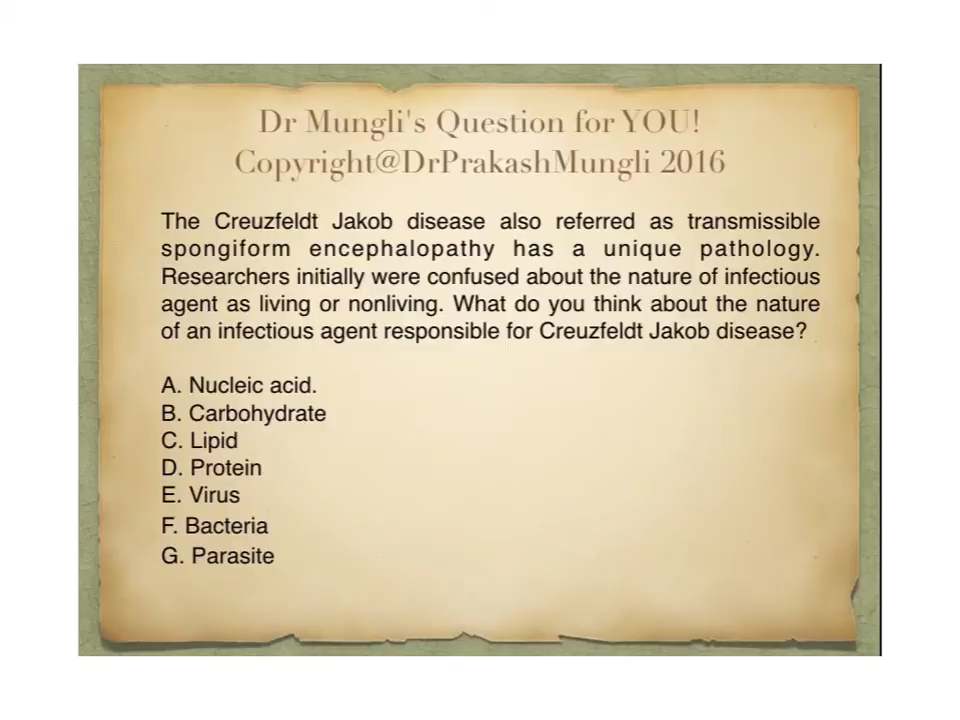 Dr Mungli's Question for YOU!
Copyright@DrPrakashMungli 2016
The Creuzfeldt Jakob disease also referred as transmissible
spongiform encephalopathy has a unique pathology.
Researchers initially were confused about the nature of infectious
agent as living or nonliving. What do you think about the nature
of an infectious agent responsible for Creuzfeldt Jakob disease?
A. Nucleic acid.
B. Carbohydrate
C. Lipid
D. Protein
E. Virus
F. Bacteria
G. Parasite